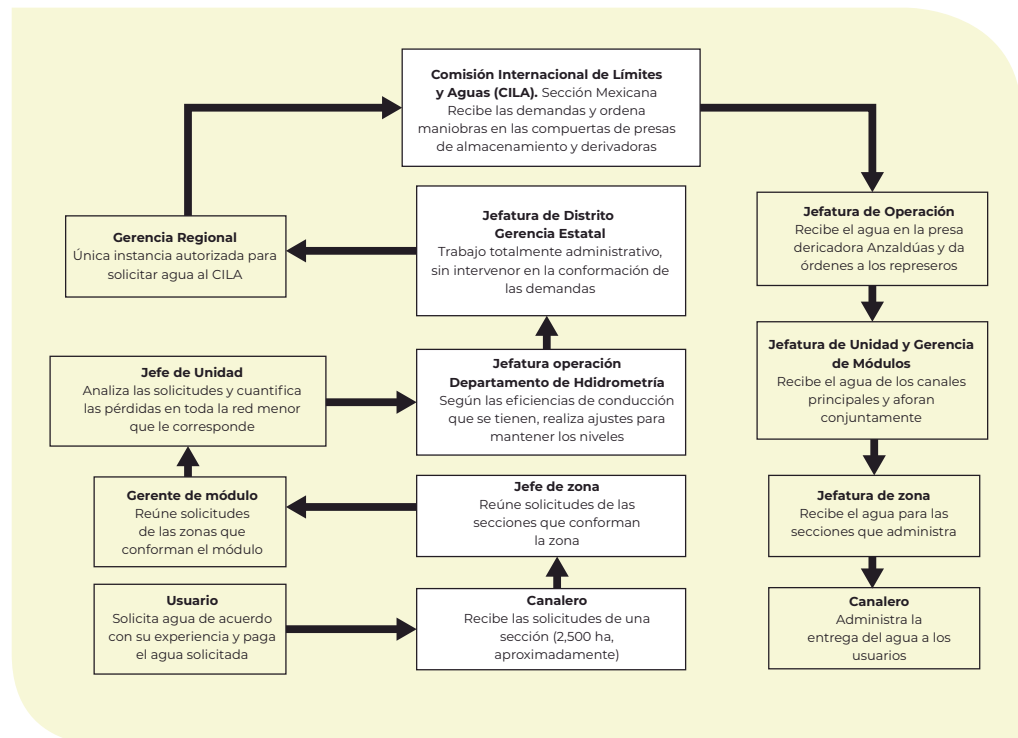 Comisión Internacional de Límites
y Aguas (CILA). Sección Mexicana
Recibe las demandas y ordena
maniobras en las compuertas de presas
de almacenamiento y derivadoras
Jefatura de Distrito
Gerencia Estatal
Trabajo totalmente administrativo,
sin intervenor en la conformación de
las demandas
Gerencia Regional
Única instancia autorizada para
solicitar agua al CILA
Jefatura de Operación
Recibe el agua en la presa
dericadora Anzaldúas y da
órdenes a los represeros
Jefe de Unidad
Analiza las solicitudes y cuantifica
las pérdidas en toda la red menor
que le corresponde
Jefatura operación
Departamento de Hdidrometría
Según las eficiencias de conducción
que se tienen, realiza ajustes para
mantener los niveles
Jefatura de Unidad y Gerencia
de Módulos
Recibe el agua de los canales
principales y aforan
conjuntamente
Gerente de módulo
Reúne solicitudes
de las zonas que
conforman el módulo
Jefe de zona
Reúne solicitudes de las
secciones que conforman
la zona
Jefatura de zona
Recibe el agua para las
secciones que administra
Usuario
Solicita agua de acuerdo
con su experiencia y paga
el agua solicitada
Canalero
Recibe las solicitudes de una
sección (2,500 ha,
aproximadamente)
Canalero
Administra la
entrega del agua a los
usuarios